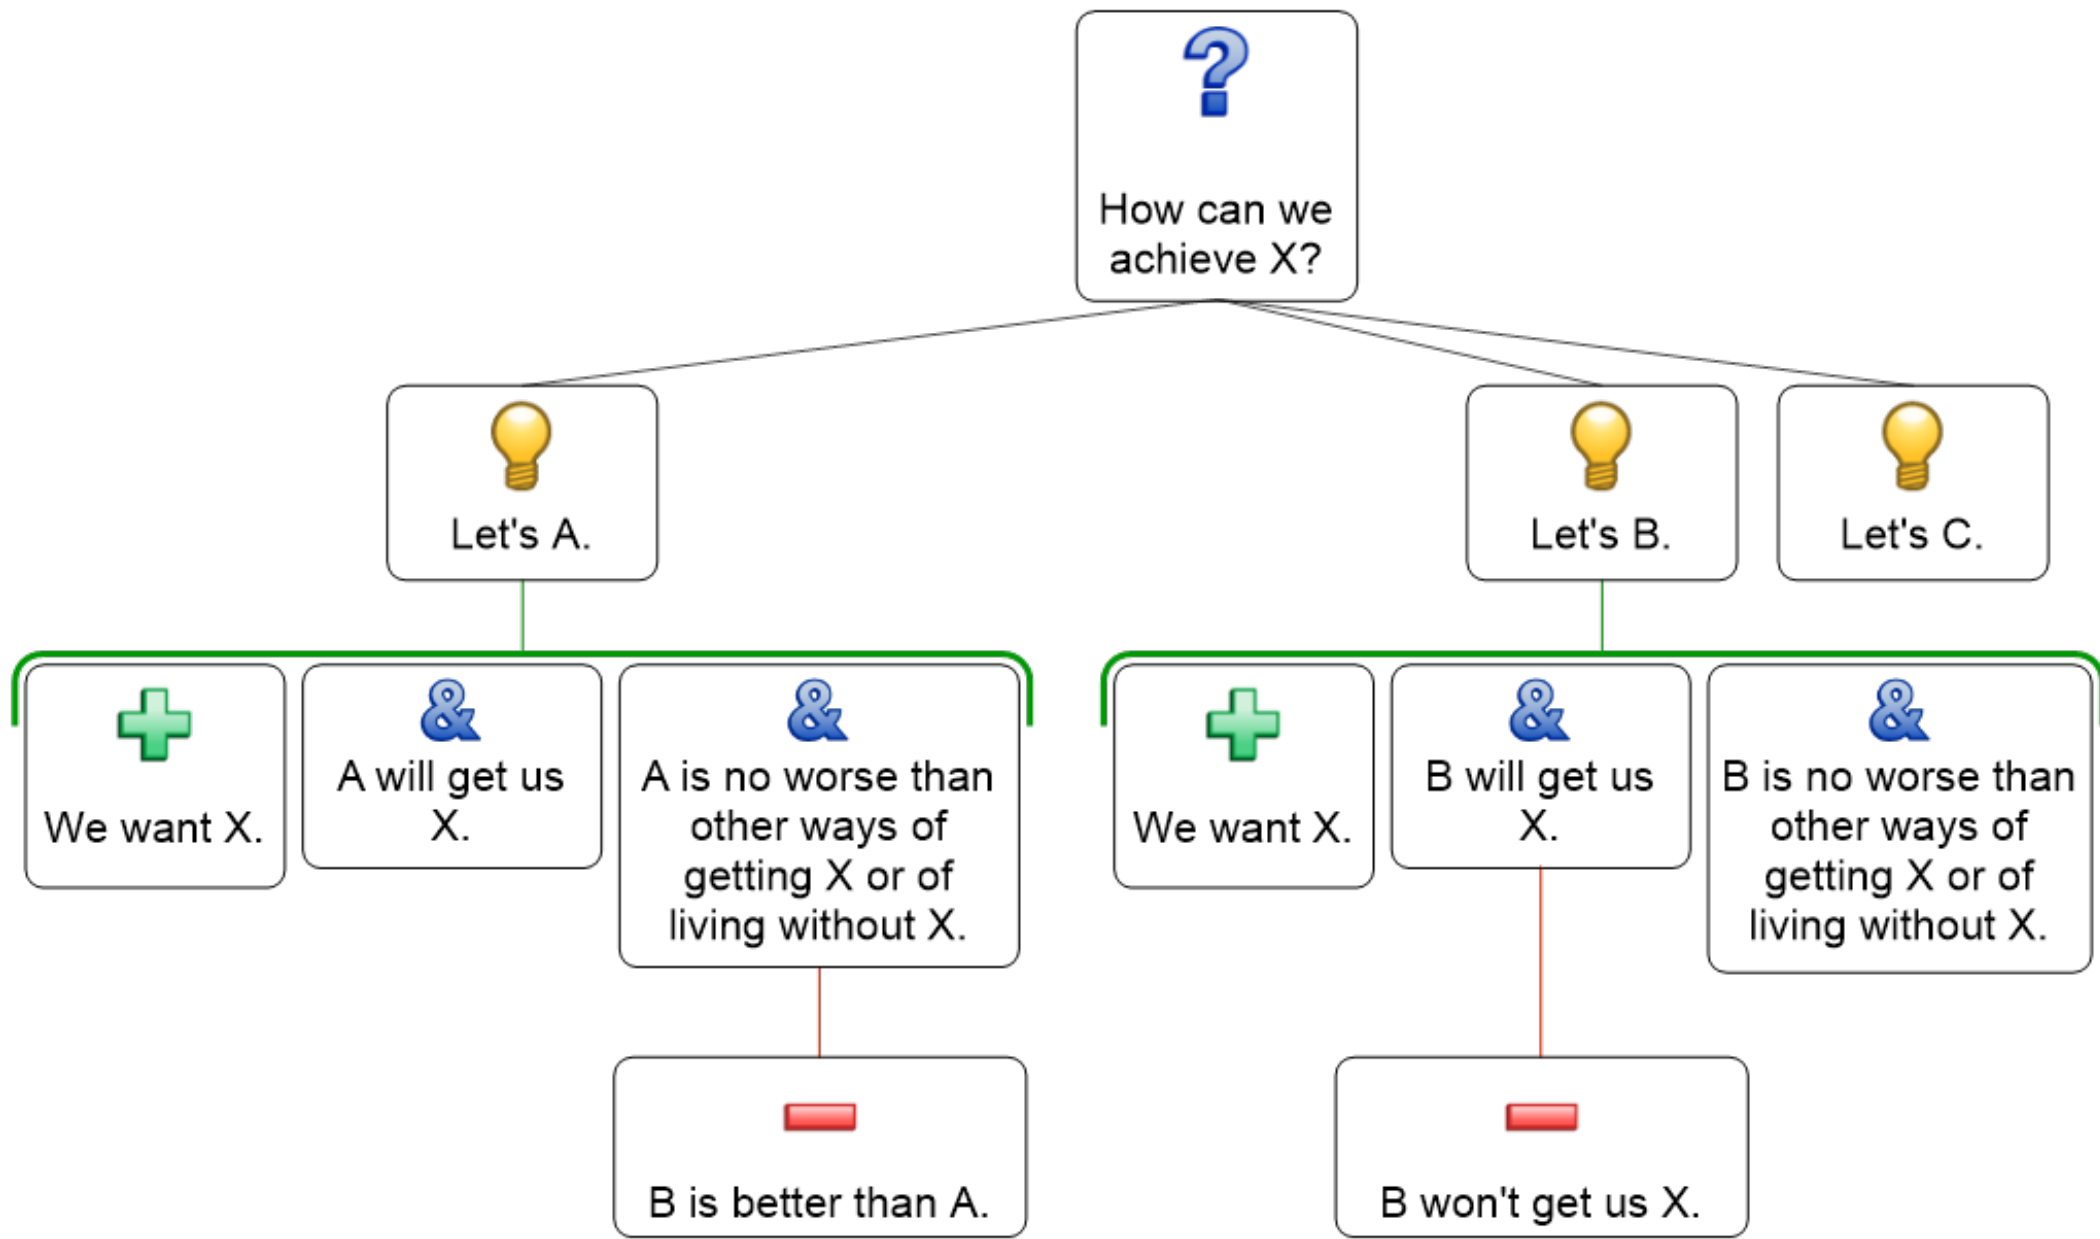 ?
How can we
achieve X?
Let's A.
Let's B.
Let's C.
We want X.
&
A will get us
X.
&
A is no worse than
other ways of
getting X or of
living without X.
We want X.
&
B will get us
X.
&
B is no worse than
other ways of
getting X or of
living without X.
B is better than A.
B won't get us X.